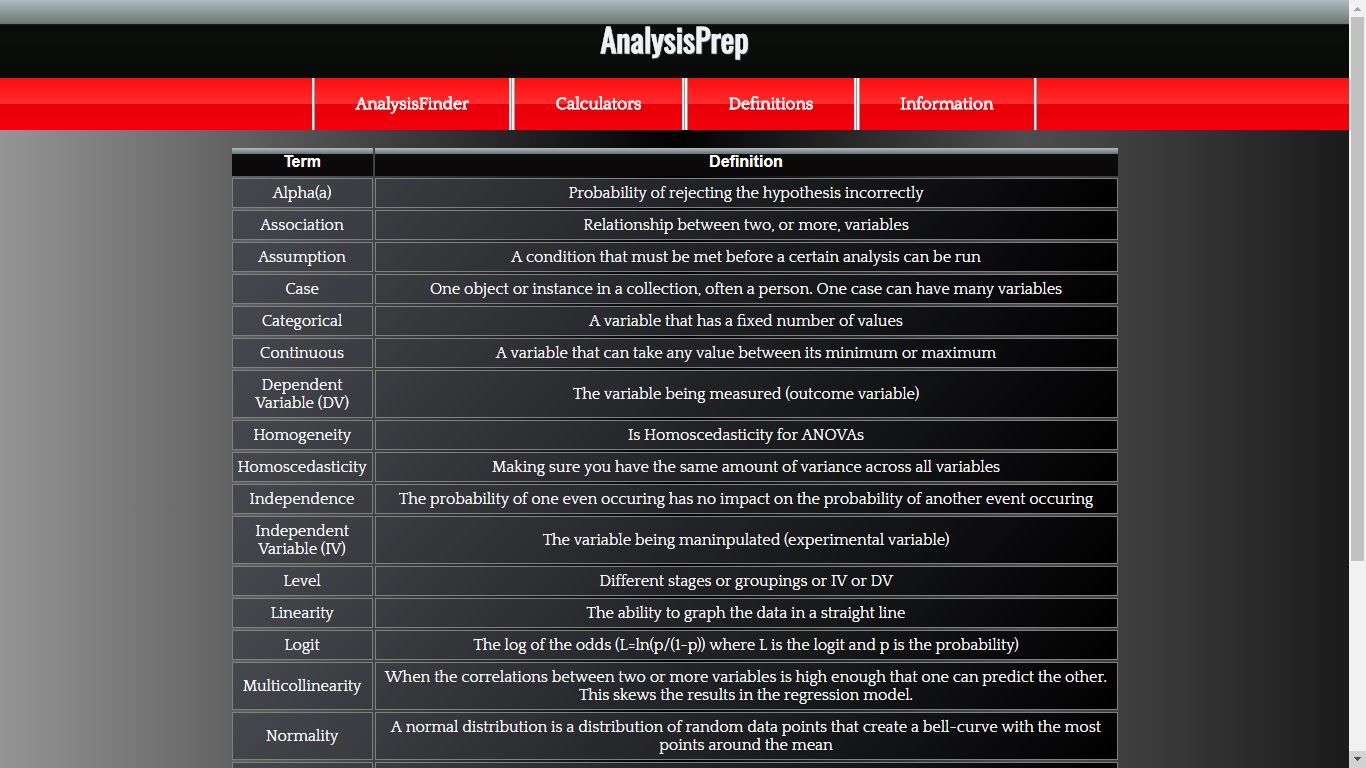 AnalysisPrep
AnalysisFinder
Calculators
Definitions
Information
Term
Definition
Alpha(a)
Probability of rejecting the hypothesis incorrectly
Association
Relationship between two, or more, variables
Assumption
A condition that must be met before a certain analysis can be run
Case
One object or instance in a collection, often a person. One case can have many variables
Categorical
A variable that has a fixed number of values
Continuous
A variable that can take any value between its minimum or maximum
Dependent
Variable (DV)
The variable being measured (outcome variable)
Homogeneity
Is Homoscedasticity for ANOVAs
Homoscedasticity
Making sure you have the same amount of variance across all variables
Independence
The probability of one even occuring has no impact on the probability of another event occuring
Independent
Variable (IV)
The variable being maninpulated (experimental variable)
Level
Different stages or groupings or IV or DV
Linearity
The ability to graph the data in a straight line
Logit
The log of the odds (L=ln(p/(1-p)) where L is the logit and p is the probability)
Multicollinearity
When the correlations between two or more variables is high enough that one can predict the other.
This skews the results in the regression model.
Normality
A normal distribution is a distribution of random data points that create a bell-curve with the most
points around the mean